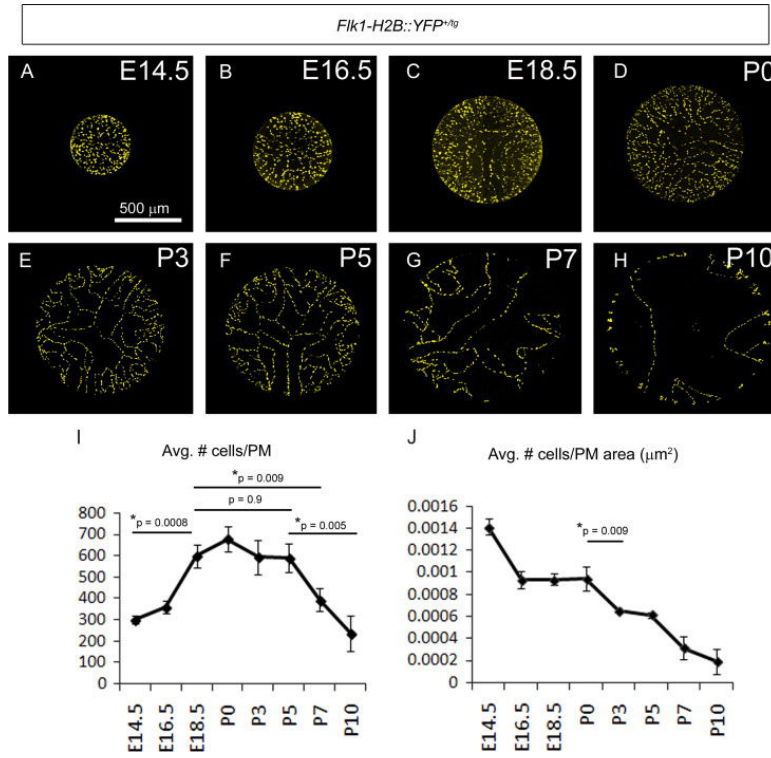 Flk1-H2B::YFP+/tg
A E14.5
B E16.5
C E18.5
D P0
500 µm
E P3
F P5
G P7
H P10
I
Avg. # cells/PM
*p = 0.009
p = 0.9
*p = 0.0008
*p = 0.005
800
700
600
500
400
300
200
100
0
E14.5
E16.5
E18.5
P0
P3
P5
P7
P10
J
Avg. # cells/PM area (µm²)
*p = 0.009
0.0016
0.0014
0.0012
0.001
0.0008
0.0006
0.0004
0.0002
0
E14.5
E16.5
E18.5
P0
P3
P5
P7
P10